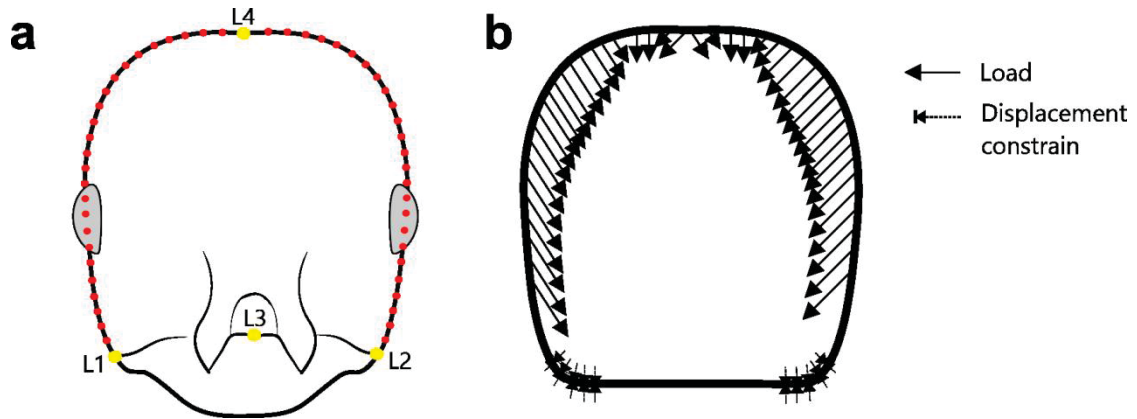 a
L4
L3
L1
L2
b
Load
Displacement
constrain